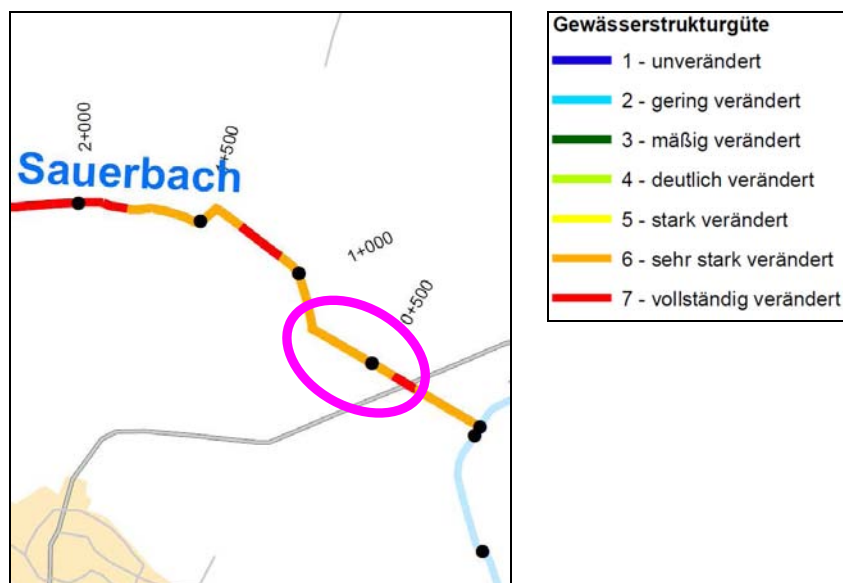 2+000
1+500
Sauerbach
1+000
0+500
Gewässerstrukturgüte
1 - unverändert
2 - gering verändert
3 - mäßig verändert
4 - deutlich verändert
5 - stark verändert
6 - sehr stark verändert
7 - vollständig verändert